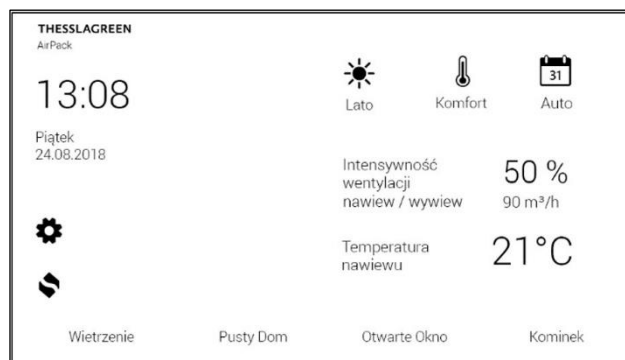 THESSLAGREEN
AirPack
13:08
Piątek
24.08.2018
31
Lato
Komfort
Auto
Intensywność
wentylacji
nawiew / wywiew
50 %
90 m³/h
Temperatura
nawiewu
21°C
Wietrzenie
Pusty Dom
Otwarte Okno
Kominek